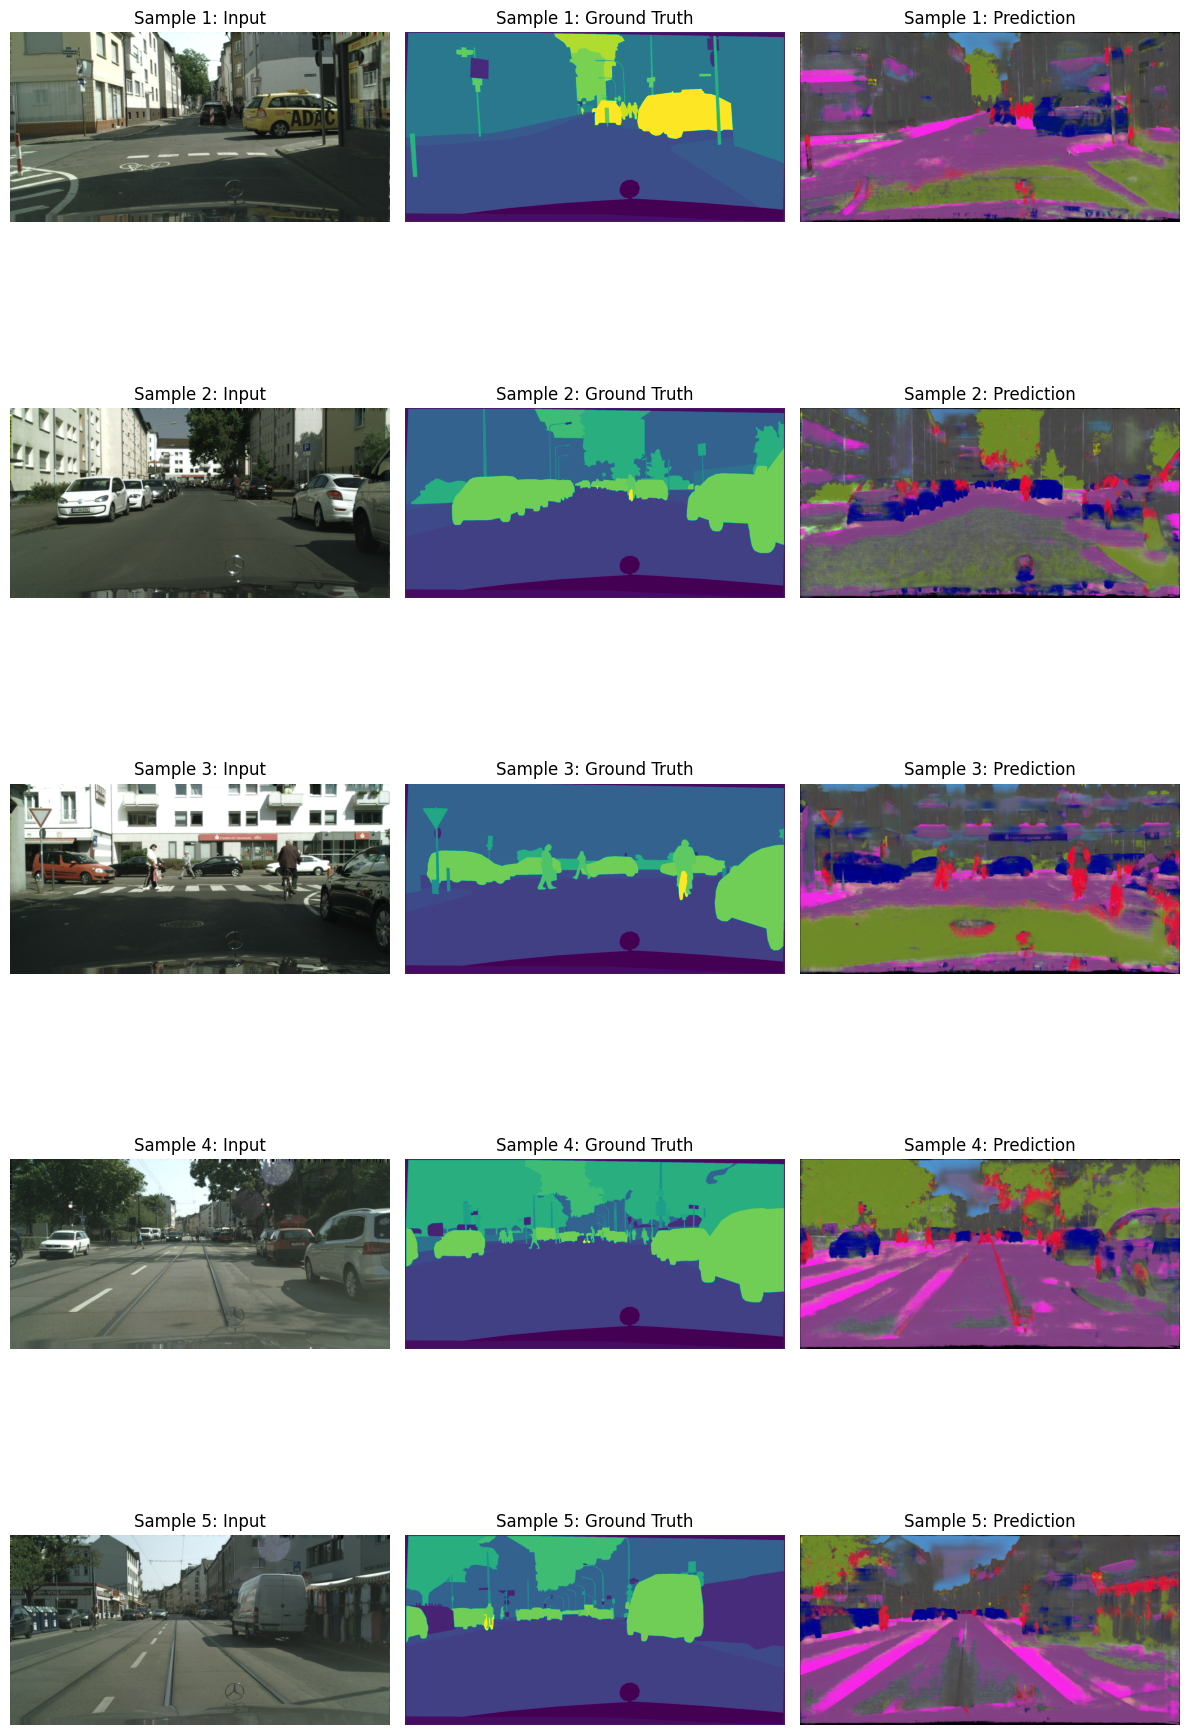 Sample 1: Input
Sample 1: Ground Truth
Sample 1: Prediction
ADAC
Sample 2: Input
Sample 2: Ground Truth
Sample 2: Prediction
Sample 3: Input
Sample 3: Ground Truth
Sample 3: Prediction
Sample 4: Input
Sample 4: Ground Truth
Sample 4: Prediction
Sample 5: Input
Sample 5: Ground Truth
Sample 5: Prediction